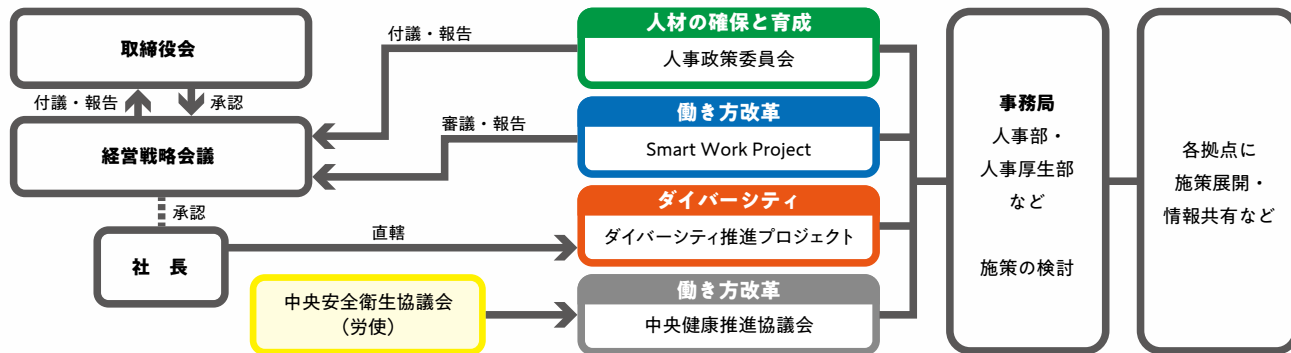 取締役会
付議・報告
承認
経営戦略会議
承認
社 長
付議・報告
審議・報告
直轄
中央安全衛生協議会
（労使）
人材の確保と育成
人事政策委員会
働き方改革
Smart Work Project
ダイバーシティ
ダイバーシティ推進プロジェクト
働き方改革
中央健康推進協議会
事務局
人事部・
人事厚生部
など
施策の検討
各拠点に
施策展開・
情報共有など